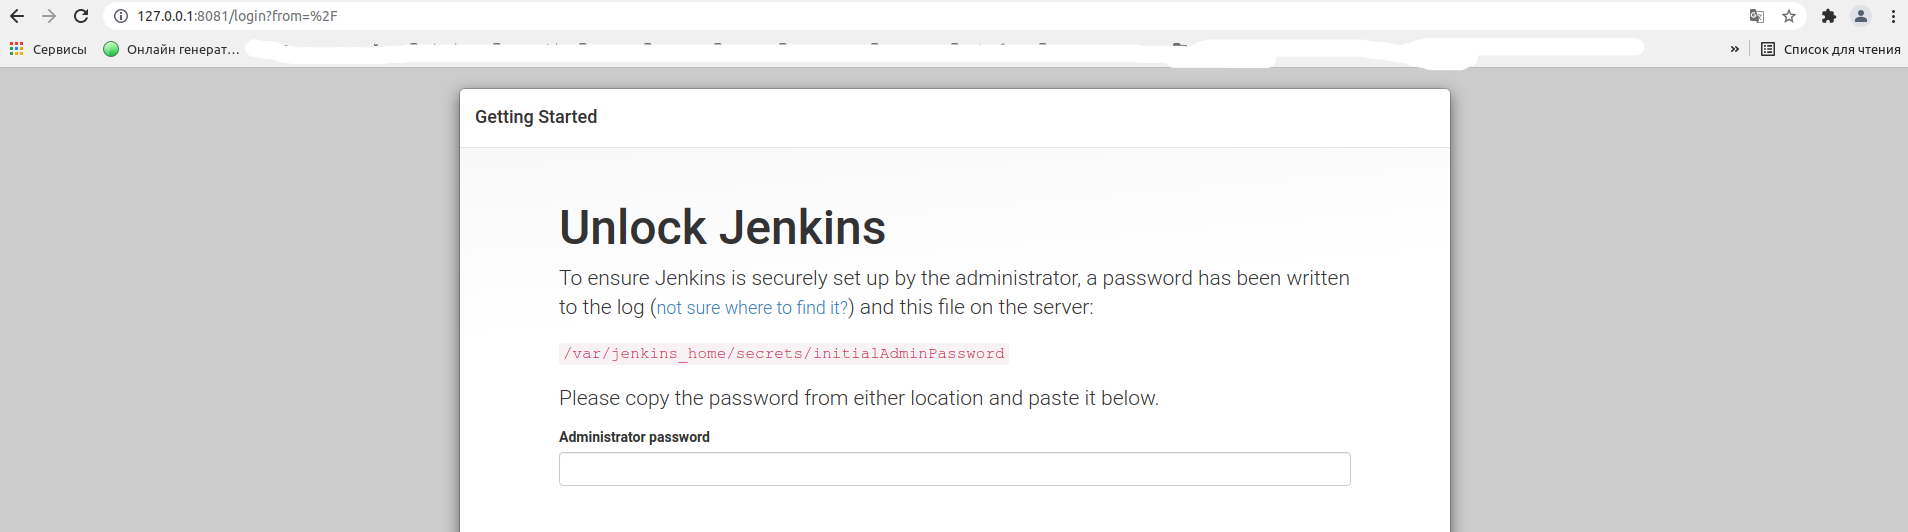 127.0.0.1:8081/login?from=%2F
Сервисы Онлайн генерат... » Список для чтения
Getting Started
Unlock Jenkins
To ensure Jenkins is securely set up by the administrator, a password has been written
to the log (not sure where to find it?) and this file on the server:
/var/jenkins_home/secrets/initialAdminPassword
Please copy the password from either location and paste it below.
Administrator password